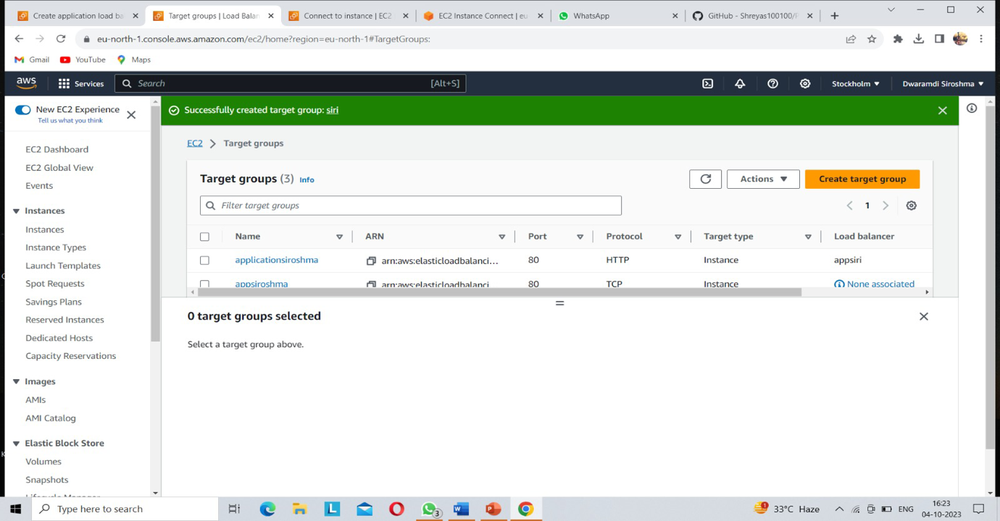 Create application load ba
Target groups | Load Balan
Connect to instance | EC2
EC2 Instance Connect | eu
WhatsApp
GitHub - Shreyas100100/
eu-north-1.console.aws.amazon.com/ec2/home?region=eu-north-1#TargetGroups:
Gmail
YouTube
Maps
aws
Services
Search
[Alt+S]
Stockholm
Dwaramdi Siroshma
New EC2 Experience
Tell us what you think
EC2 Dashboard
EC2 Global View
Events
Instances
Instances
Instance Types
Launch Templates
Spot Requests
Savings Plans
Reserved Instances
Dedicated Hosts
Capacity Reservations
Images
AMIs
AMI Catalog
Elastic Block Store
Volumes
Snapshots
Lifecycle Manager
Successfully created target group: siri
EC2 > Target groups
Target groups (3) Info
Actions
Create target group
Filter target groups
1
Name ARN Port Protocol Target type Load balancer
applicationsiroshma arn:aws:elasticloadbalanci... 80 HTTP Instance appsiri
appsiroshma arn:aws:elasticloadbalanci 80 TCP Instance None associated
0 target groups selected
Select a target group above.
Type here to search
3
1
33°C Haze
ENG
16:23
04-10-2023